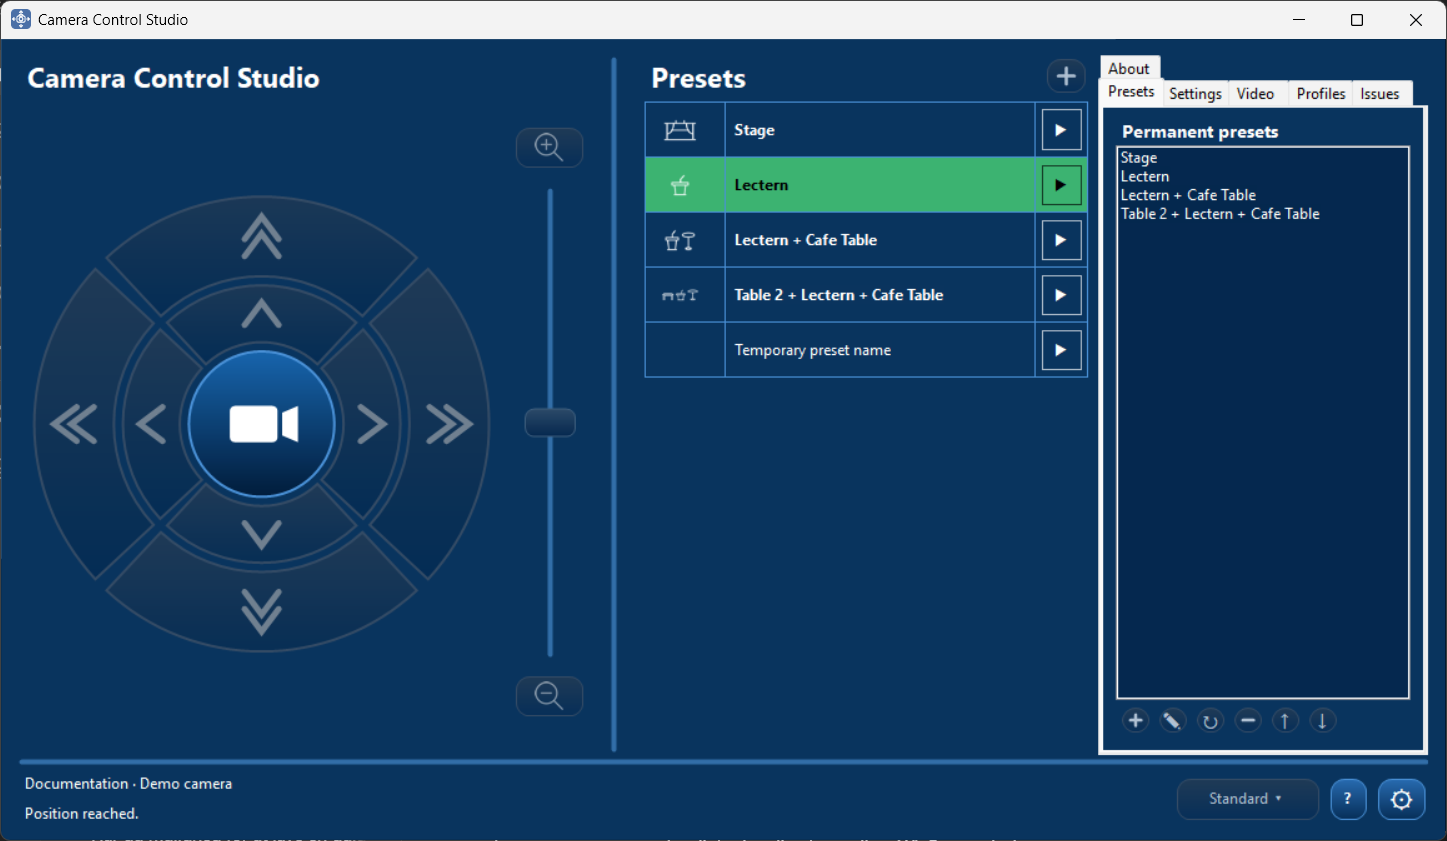 Camera Control Studio
Camera Control Studio
Presets
Stage
Lectern
Lectern + Cafe Table
Table 2 + Lectern + Cafe Table
Temporary preset name
About
Presets Settings Video Profiles Issues
Permanent presets
Stage
Lectern
Lectern + Cafe Table
Table 2 + Lectern + Cafe Table
Documentation · Demo camera
Position reached.
Standard
?